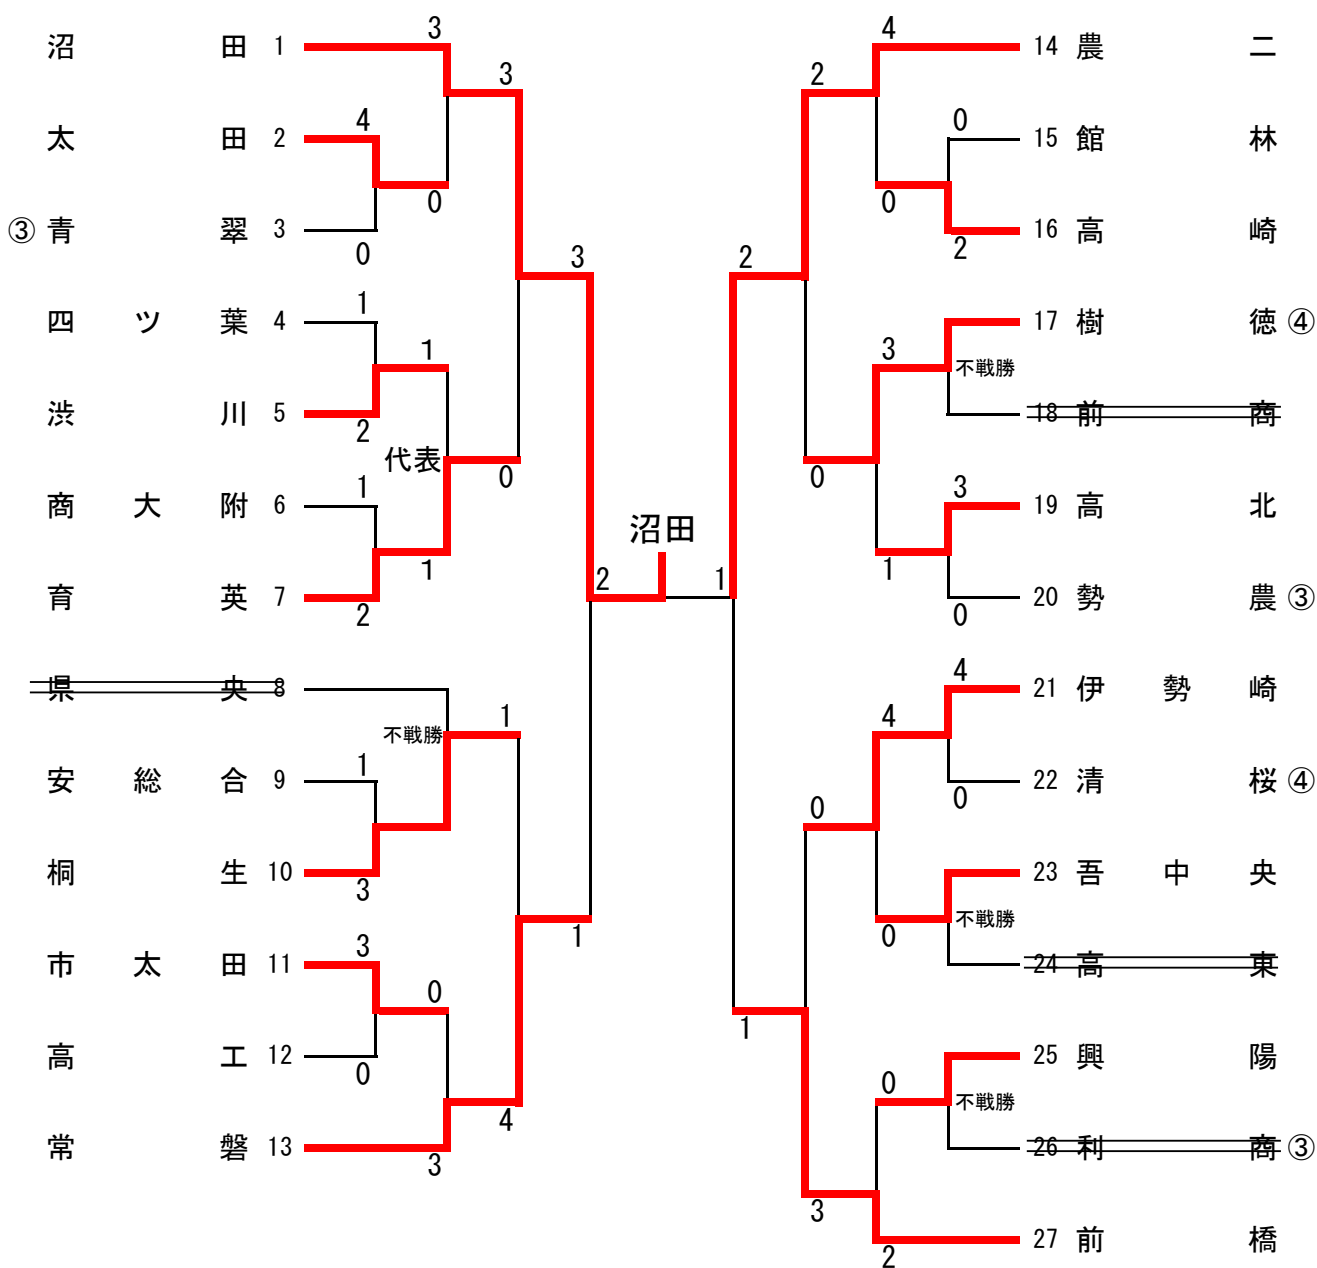 3
4
沼 田 1
14 農 二
3
2
4
0
太 田 2
15 館 林
0
0
③ 青 翠 3
16 高 崎
0
2
3
2
1
四 ツ 葉 4
17 樹 徳 ④
1
3
不戦勝
渋 川 5
18 前 商
2
代表
0
0
1
3
商 大 附 6
19 高 北
沼田
1
1
2
1
育 英 7
20 勢 農 ③
2
0
4
県 央 8
21 伊 勢 崎
1
4
不戦勝
1
安 総 合 9
22 清 桜 ④
0
0
桐 生 10
23 吾 中 央
3
不戦勝
1
0
3
市 太 田 11
24 高 東
0
1
高 工 12
25 興 陽
0
0
不戦勝
4
常 磐 13
26 利 商 ③
3
3
27 前 橋
2